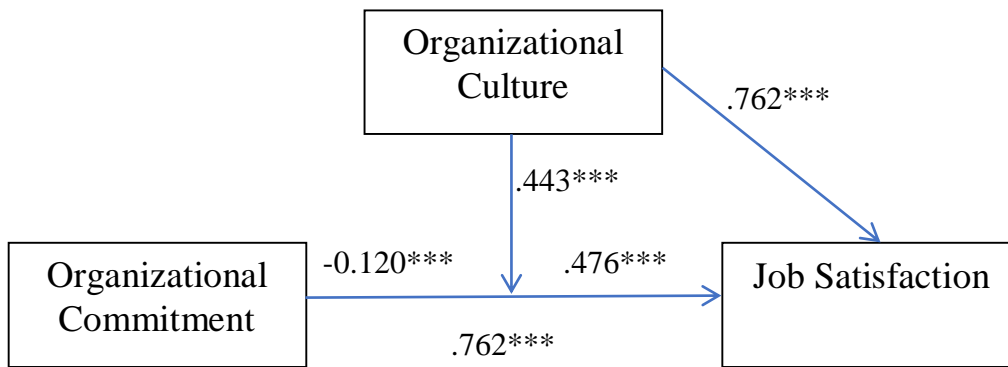 Organizational
Culture
.762***
.443***
Organizational
Commitment
-0.120***
.476***
Job Satisfaction
.762***